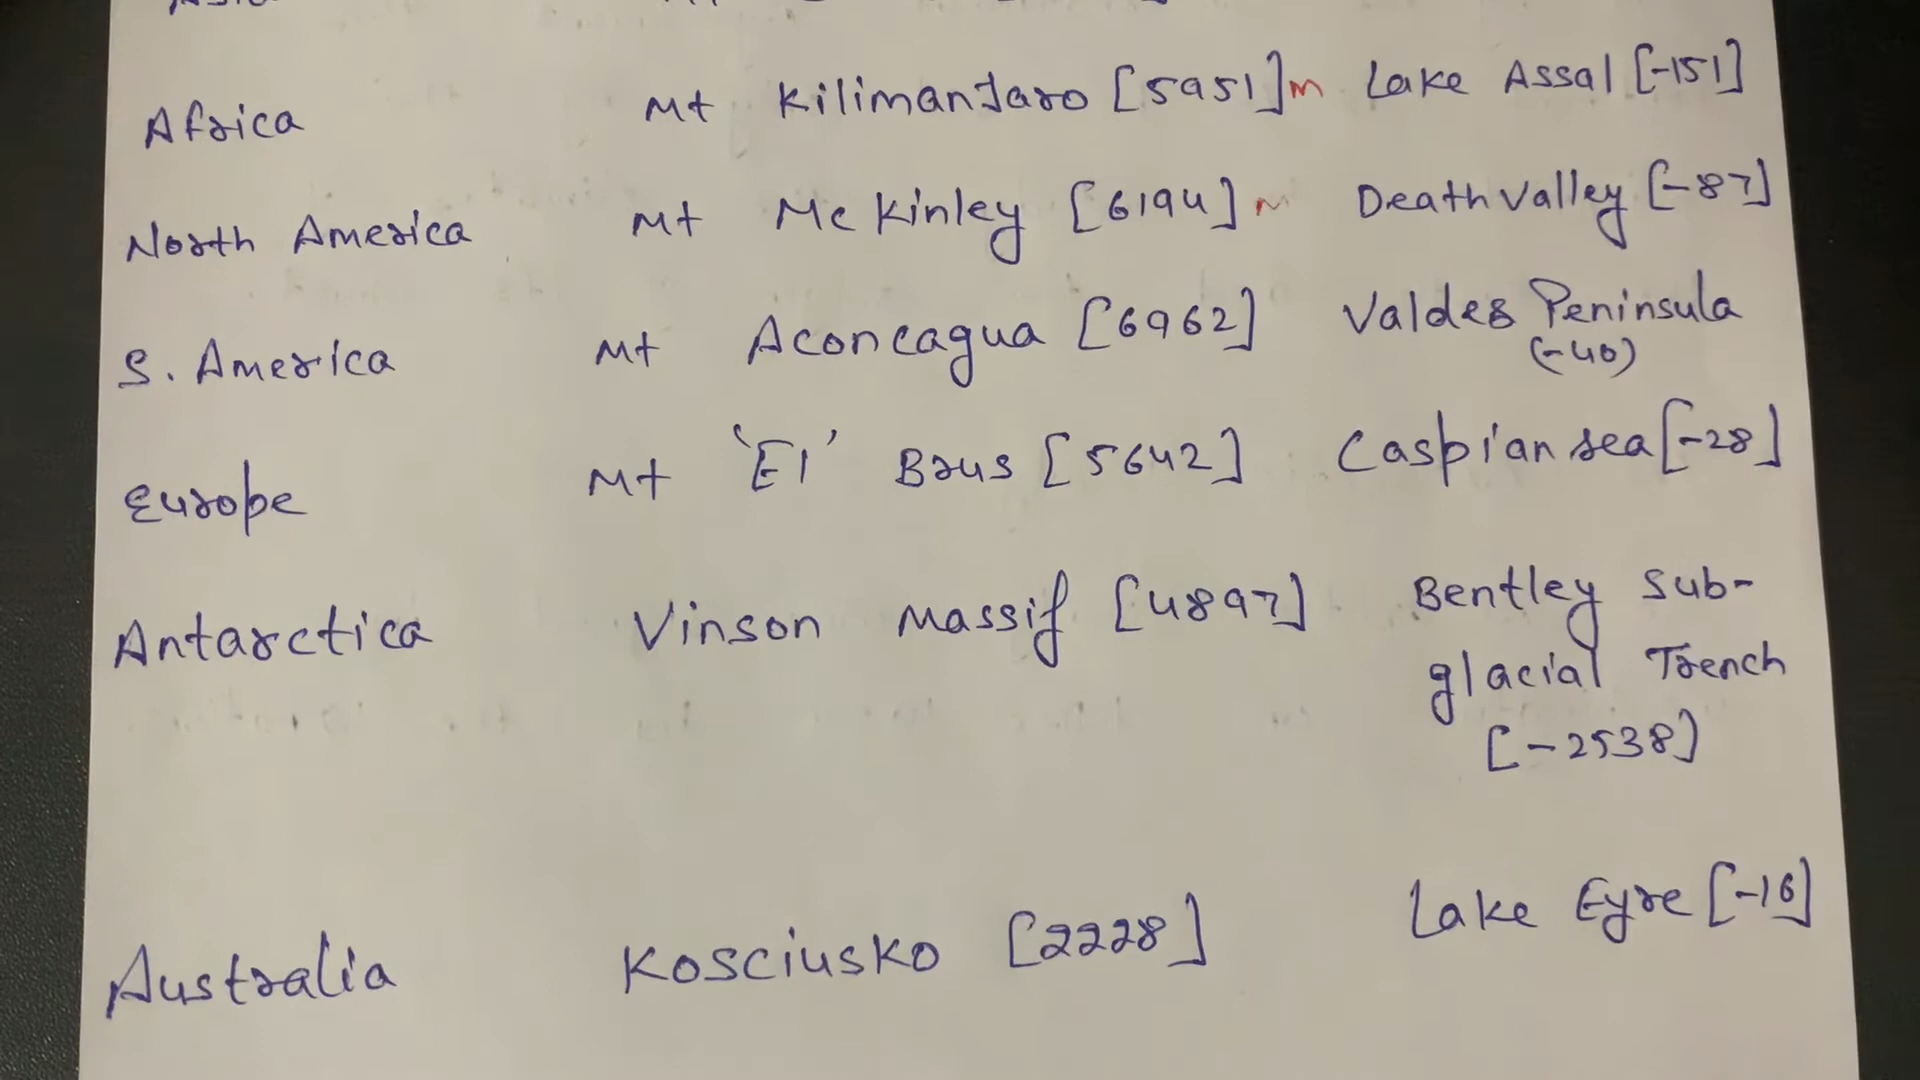 Africa Mt KilimanJaro [5951]m Lake Assal [-151]
North America Mt Mc Kinley [6194] m Death Valley [-87]
S. America Mt Aconcagua [6962] Valdes Peninsula
(-40)
Europe Mt 'El' Brus [5642] Caspian sea [-28]
Antarctica Vinson Massif [4897] Bentley Sub-
glacial Trench
[-2538]
Australia Kosciusko [2228] Lake Eyre [-16]